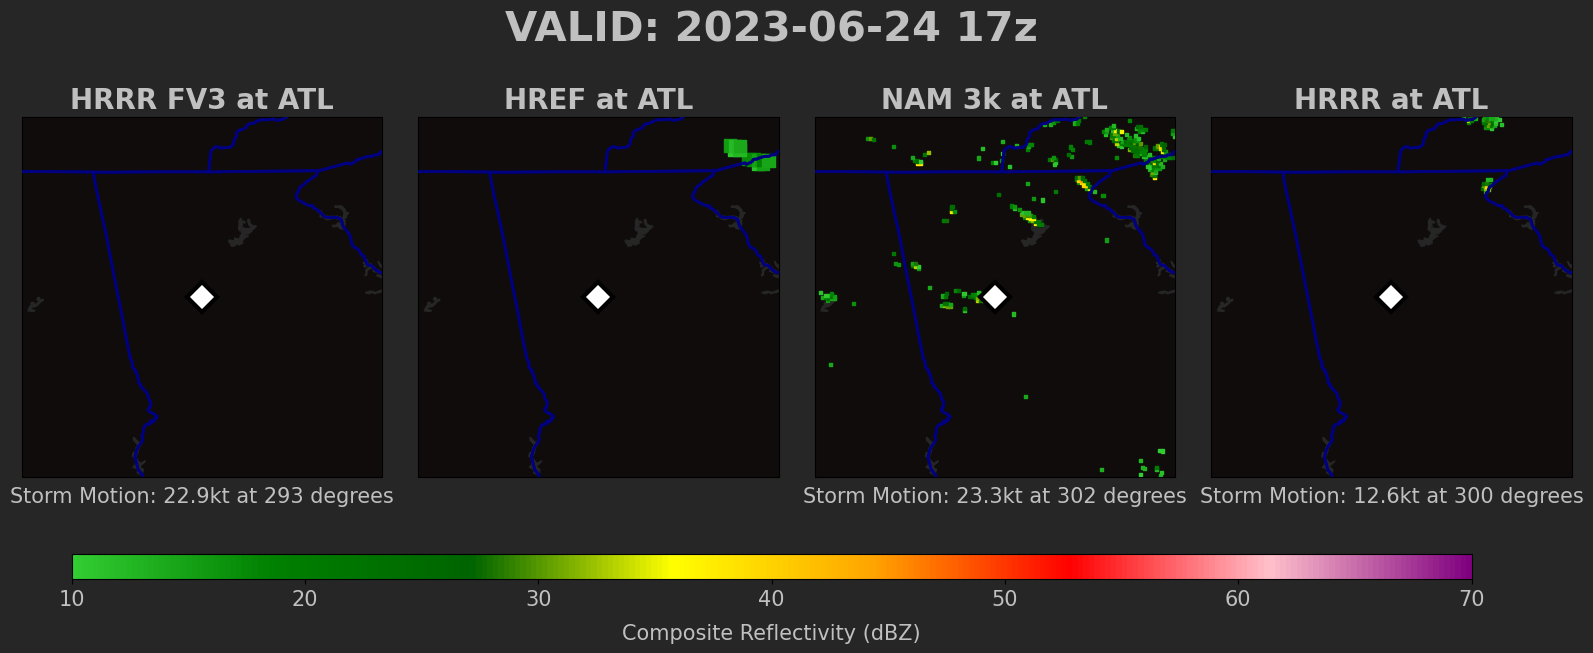 VALID: 2023-06-24 17z
HRRR FV3 at ATL
HREF at ATL
NAM 3k at ATL
HRRR at ATL
Storm Motion: 22.9kt at 293 degrees
Storm Motion: 23.3kt at 302 degrees
Storm Motion: 12.6kt at 300 degrees
10 20 30 40 50 60 70
Composite Reflectivity (dBZ)